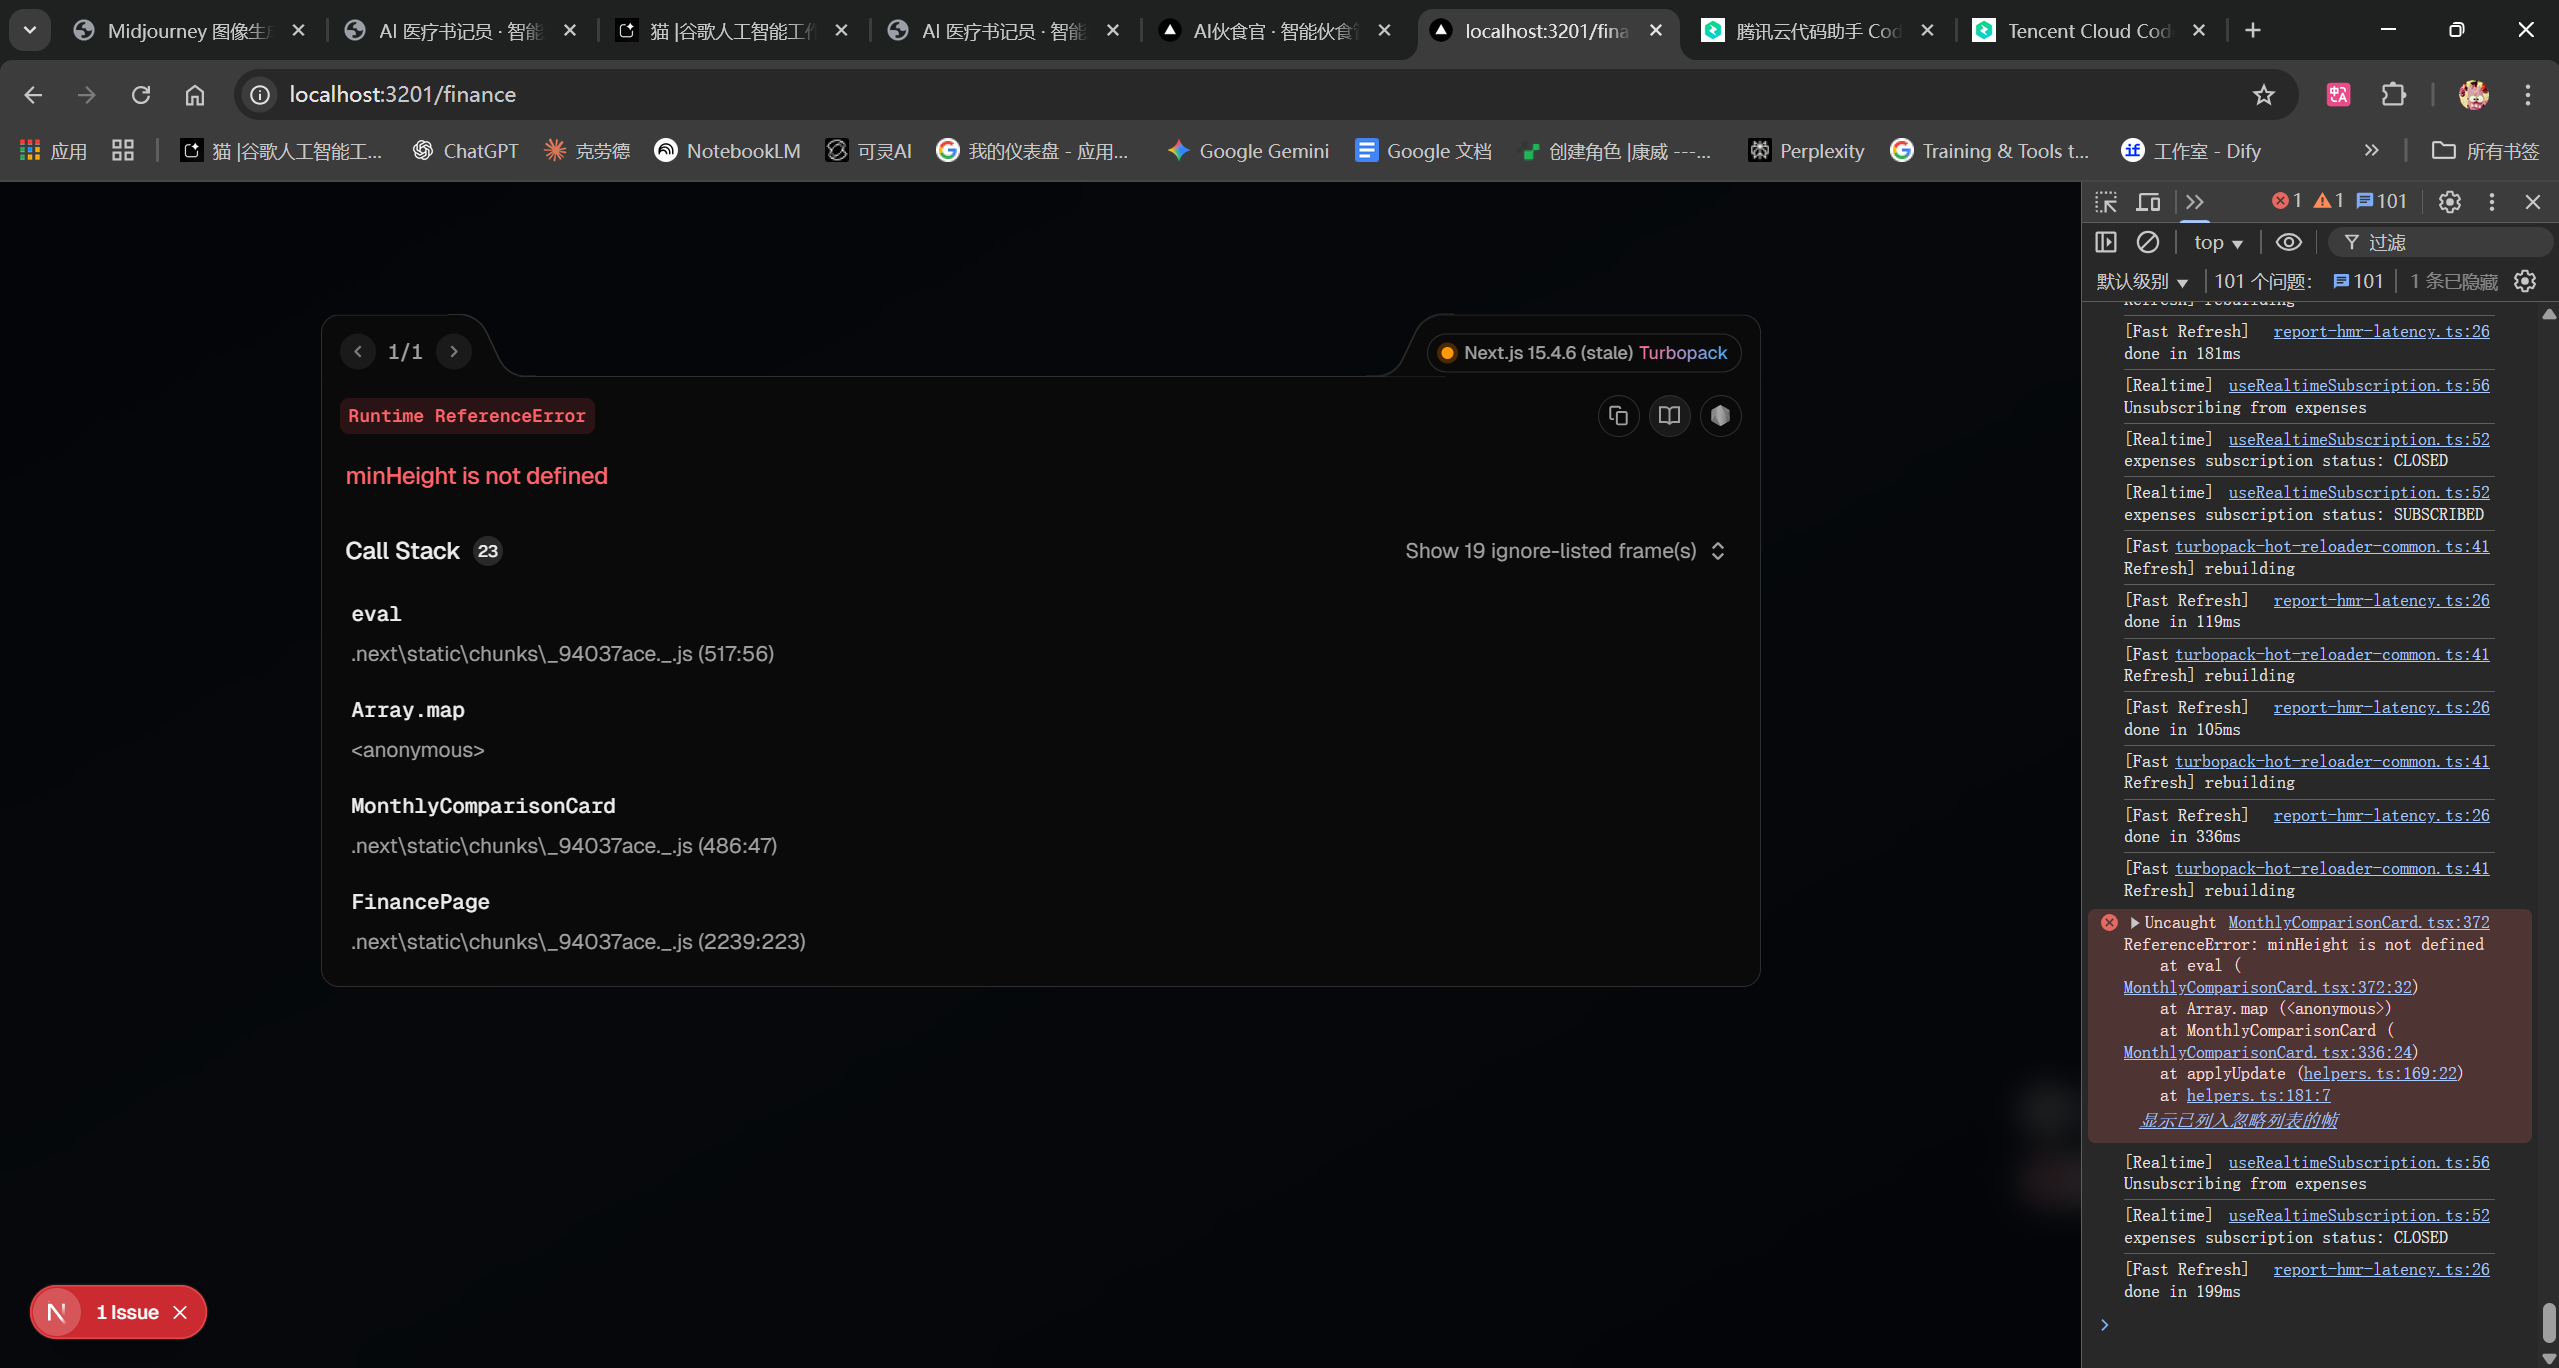 Midjourney 图像生
AI 医疗书记员 · 智能
猫 |谷歌人工智能工
AI 医疗书记员 · 智能
AI伙食官 · 智能伙食
localhost:3201/fina
腾讯云代码助手 Cod
Tencent Cloud Cod
localhost:3201/finance
应用
猫 |谷歌人工智能工...
ChatGPT
克劳德
NotebookLM
可灵AI
我的仪表盘 - 应用...
Google Gemini
Google 文档
创建角色 |康威 ---...
Perplexity
Training & Tools t...
工作室 - Dify
所有书签
1/1
Next.js 15.4.6 (stale) Turbopack
Runtime ReferenceError
minHeight is not defined
Call Stack 23
Show 19 ignore-listed frame(s)
eval
.next\static\chunks\_94037ace._.js (517:56)
Array.map
<anonymous>
MonthlyComparisonCard
.next\static\chunks\_94037ace._.js (486:47)
FinancePage
.next\static\chunks\_94037ace._.js (2239:223)
N 1 Issue
1 1 101
top
过滤
默认级别
101 个问题:
101
1 条已隐藏
Refresh] rebuilding
[Fast Refresh] report-hmr-latency.ts:26
done in 181ms
[Realtime] useRealtimeSubscription.ts:56
Unsubscribing from expenses
[Realtime] useRealtimeSubscription.ts:52
expenses subscription status: CLOSED
[Realtime] useRealtimeSubscription.ts:52
expenses subscription status: SUBSCRIBED
[Fast turbopack-hot-reloader-common.ts:41
Refresh] rebuilding
[Fast Refresh] report-hmr-latency.ts:26
done in 119ms
[Fast turbopack-hot-reloader-common.ts:41
Refresh] rebuilding
[Fast Refresh] report-hmr-latency.ts:26
done in 105ms
[Fast turbopack-hot-reloader-common.ts:41
Refresh] rebuilding
[Fast Refresh] report-hmr-latency.ts:26
done in 336ms
[Fast turbopack-hot-reloader-common.ts:41
Refresh] rebuilding
Uncaught MonthlyComparisonCard.tsx:372
ReferenceError: minHeight is not defined
at eval (
MonthlyComparisonCard.tsx:372:32)
at Array.map (<anonymous>)
at MonthlyComparisonCard (
MonthlyComparisonCard.tsx:336:24)
at applyUpdate (helpers.ts:169:22)
at helpers.ts:181:7
显示已列入忽略列表的帧
[Realtime] useRealtimeSubscription.ts:56
Unsubscribing from expenses
[Realtime] useRealtimeSubscription.ts:52
expenses subscription status: CLOSED
[Fast Refresh] report-hmr-latency.ts:26
done in 199ms